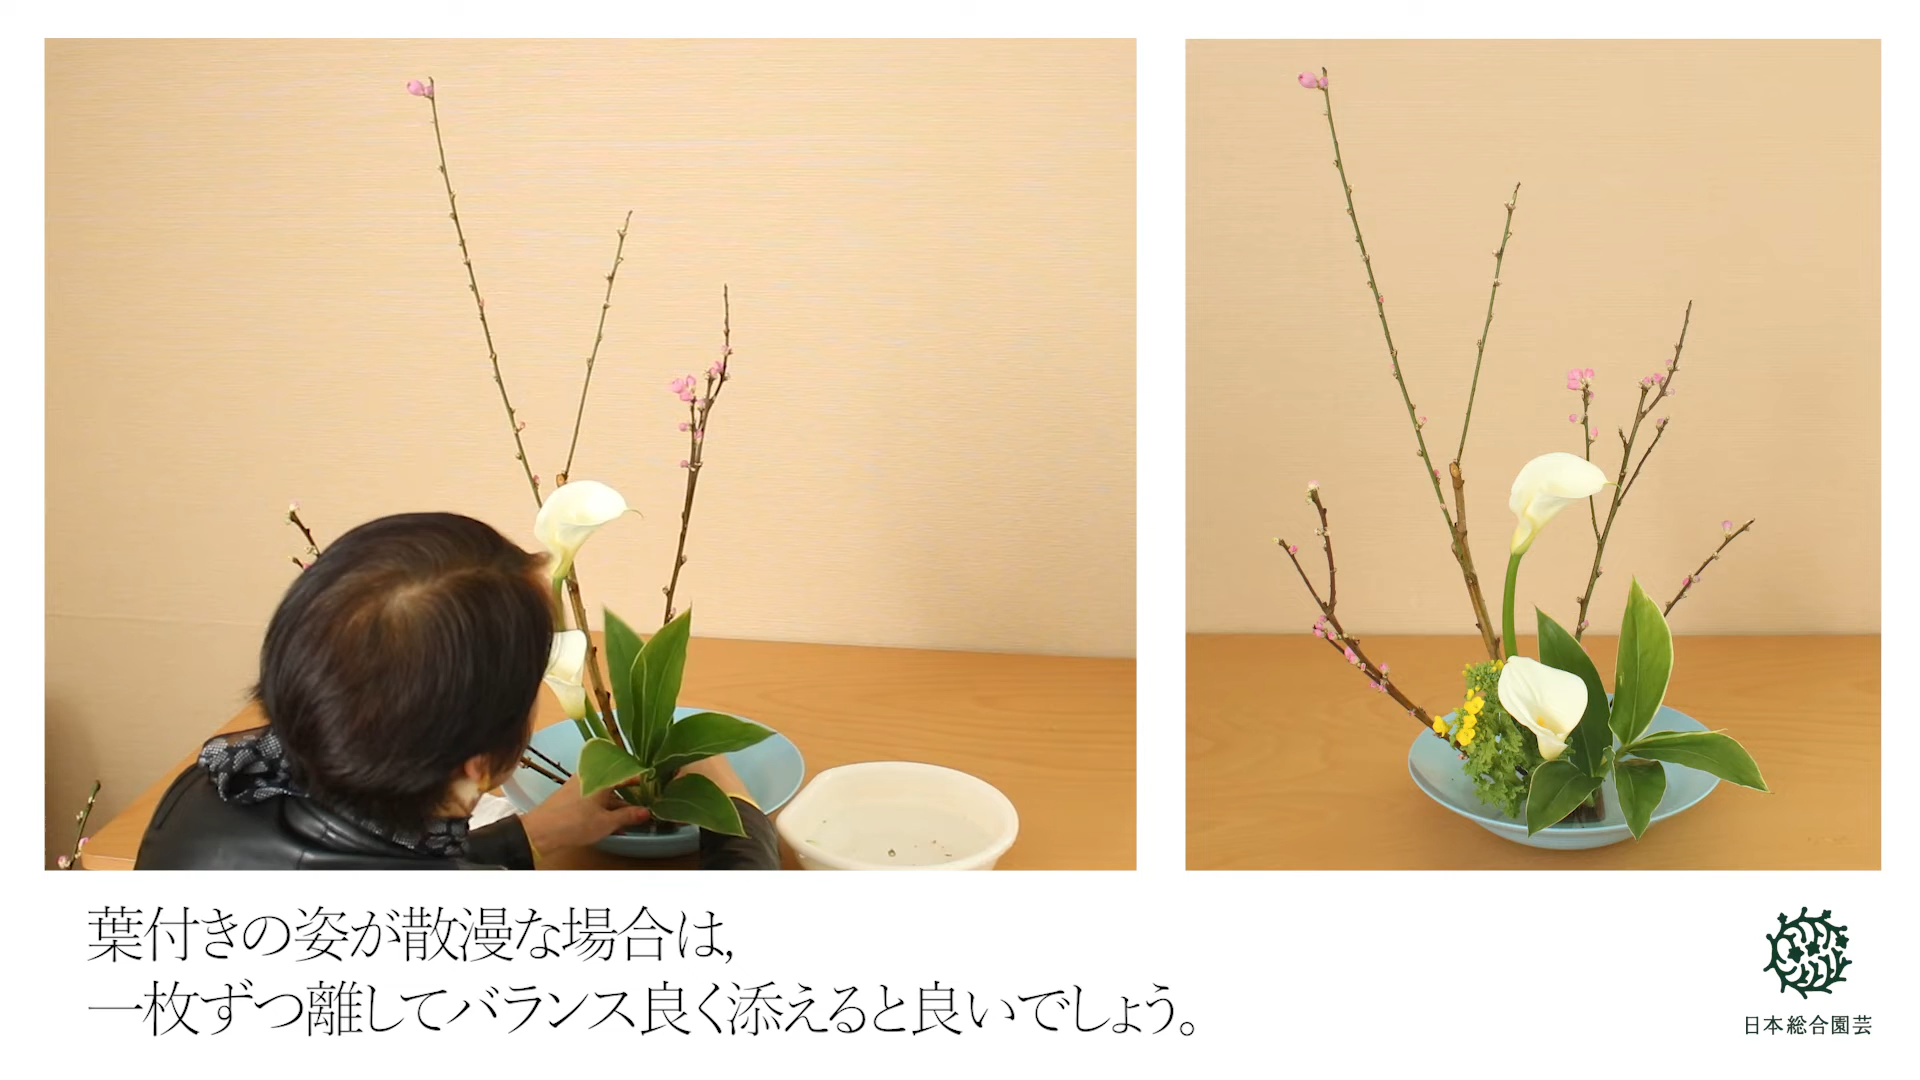 葉付きの姿が散漫な場合は,
一枚ずつ離してバランス良く添えると良いでしょう。
日本総合園芸